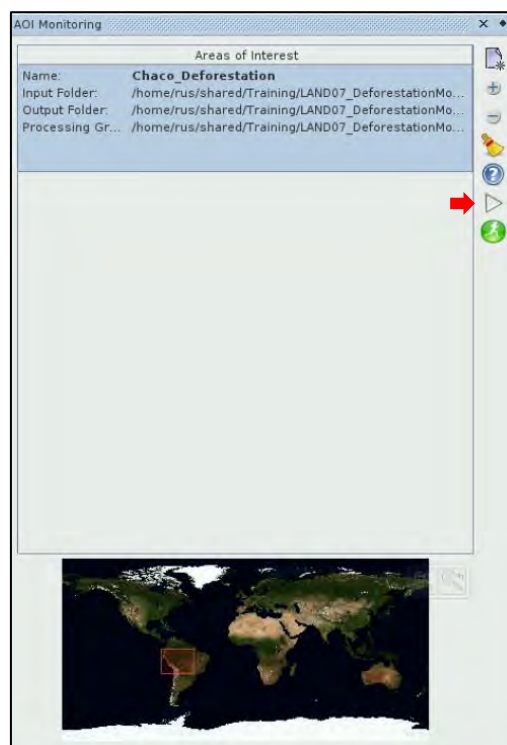 AOI Monitoring
Areas of Interest
Name: Chaco_Deforestation
Input Folder: /home/rus/shared/Training/LAND07_DeforestationMo...
Output Folder: /home/rus/shared/Training/LAND07_DeforestationMo...
Processing Gr... /home/rus/shared/Training/LAND07_DeforestationMo...